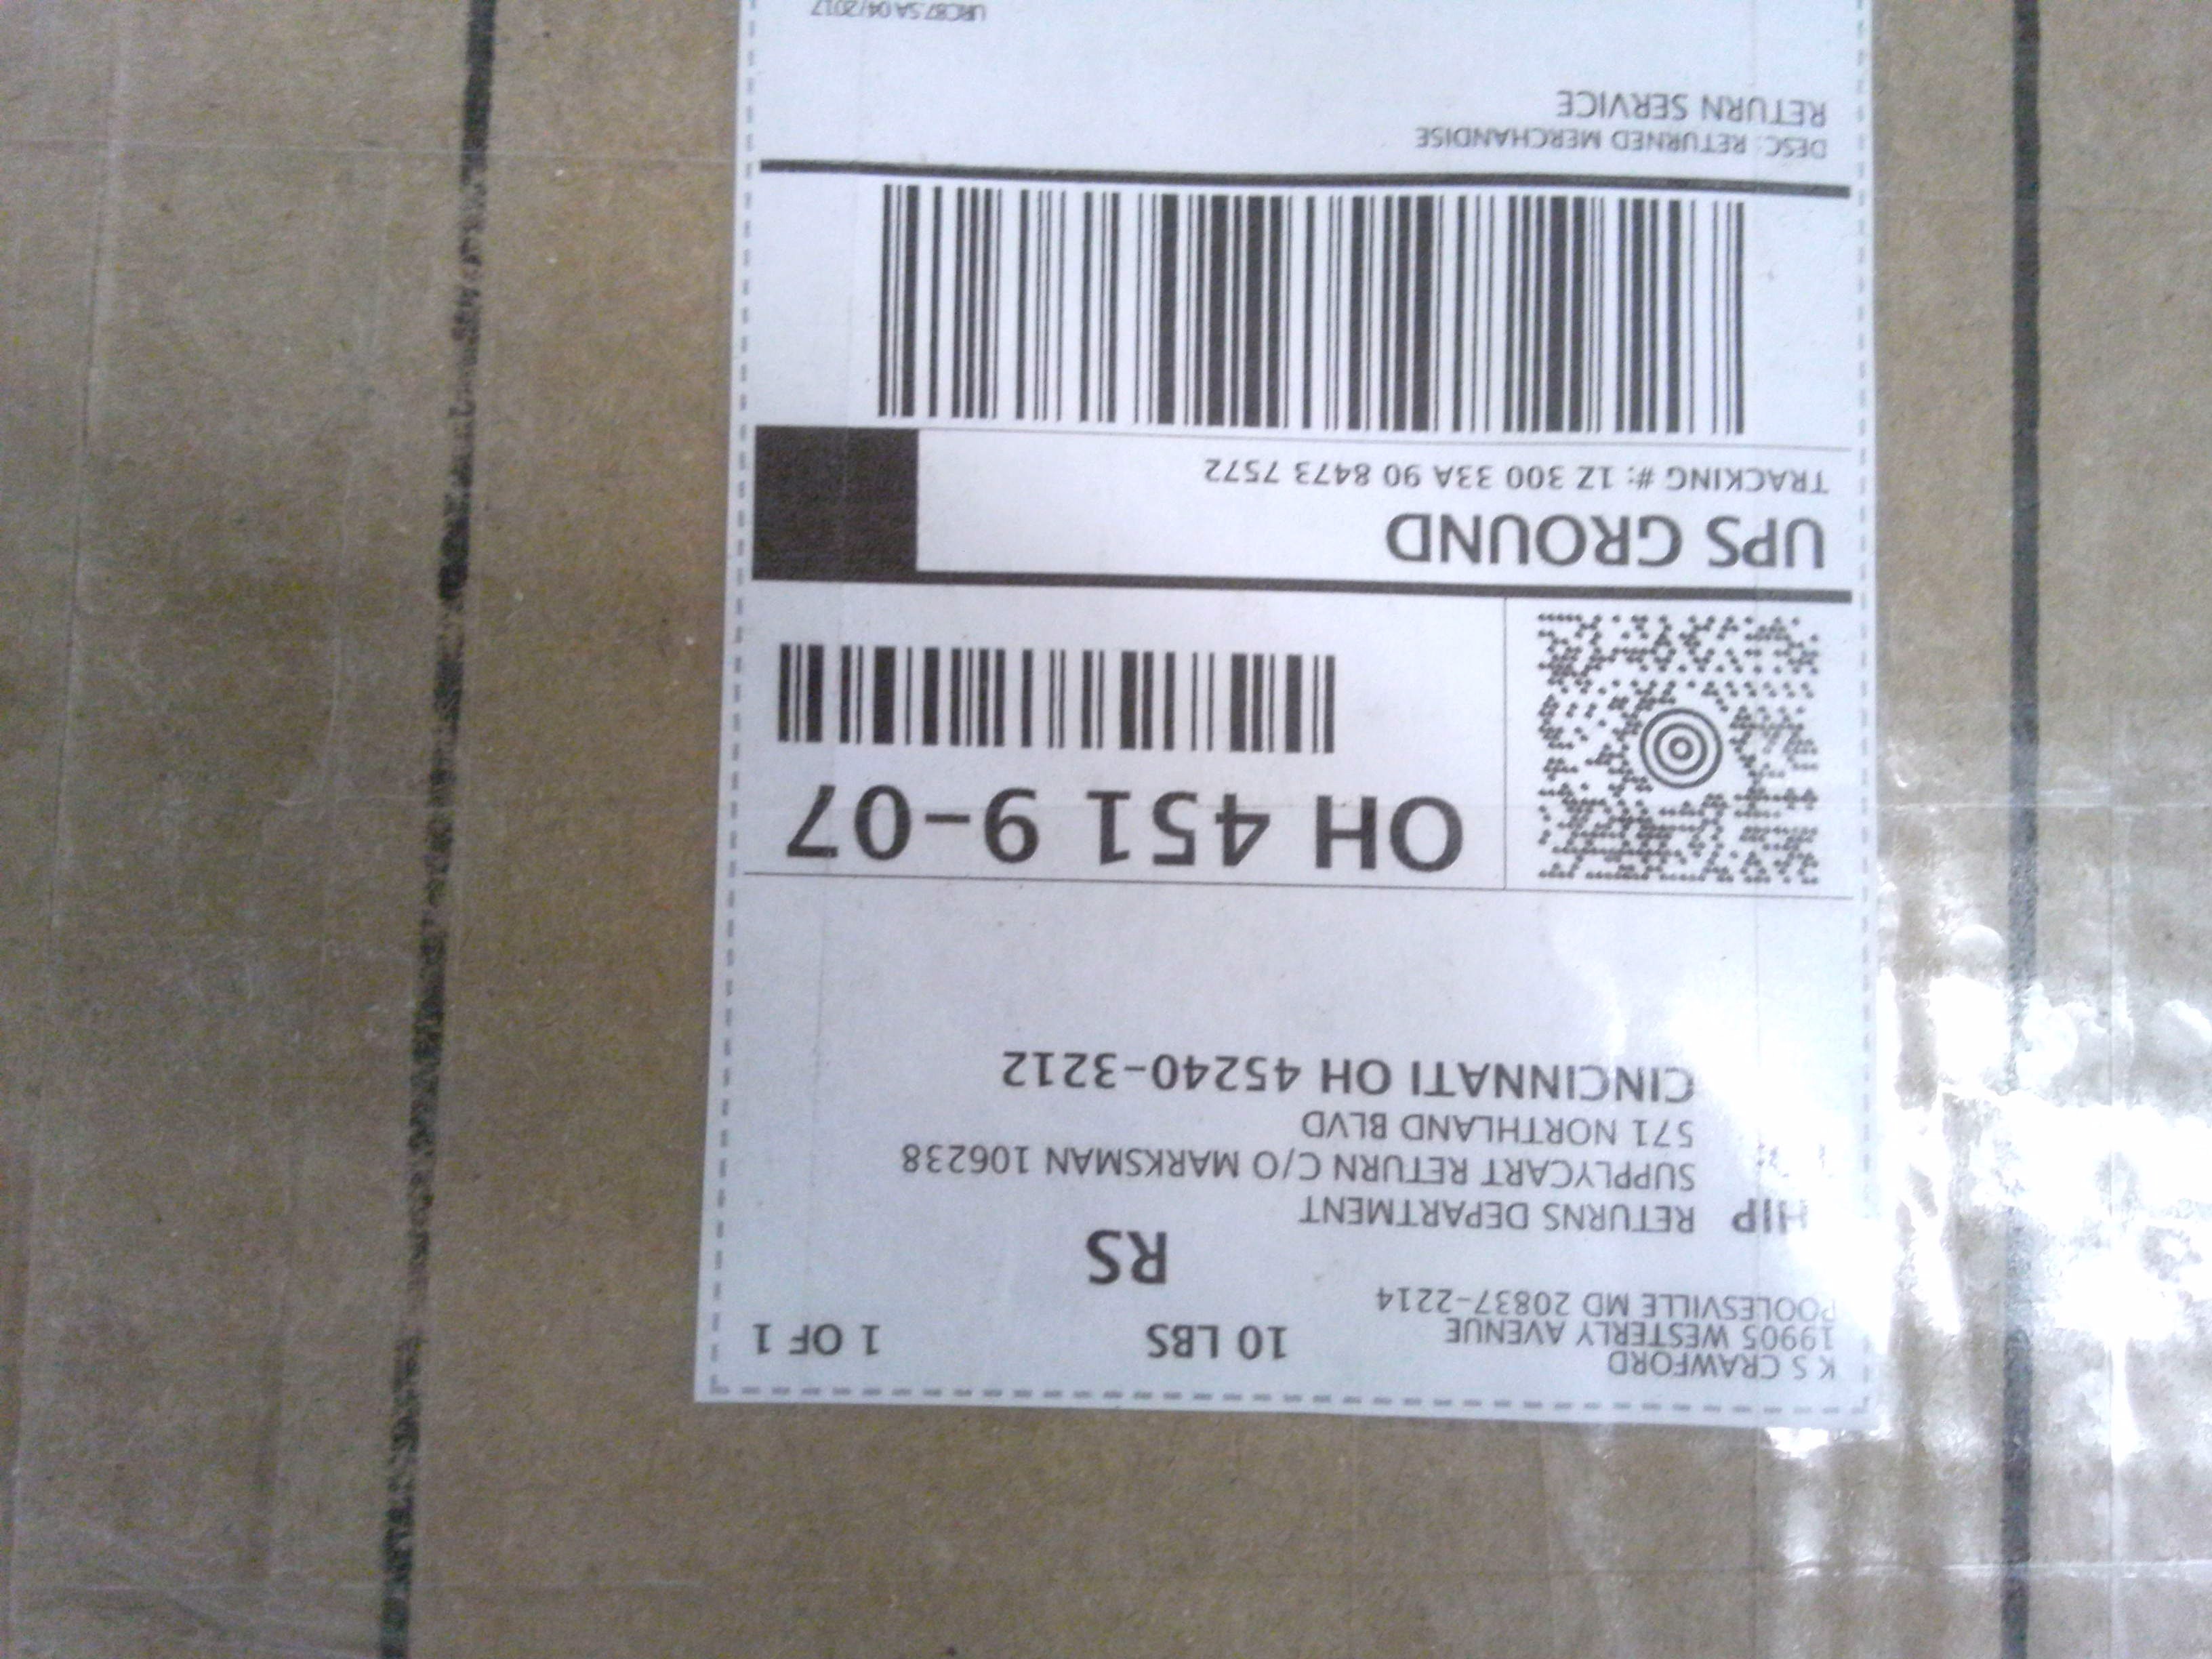 K S CRAWFORD
19905 WESTERLY AVENUE
POOLESVILLE MD 20837-2214
10 LBS
1 OF 1
RS
HIP
RETURNS DEPARTMENT
SUPPLYCART RETURN C/O MARKSMAN 106238
571 NORTHLAND BLVD
CINCINNATI OH 45240-3212
OH 451 9-07
UPS GROUND
TRACKING #: 1Z 300 33A 90 8473 7572
DESC: RETURNED MERCHANDISE
RETURN SERVICE